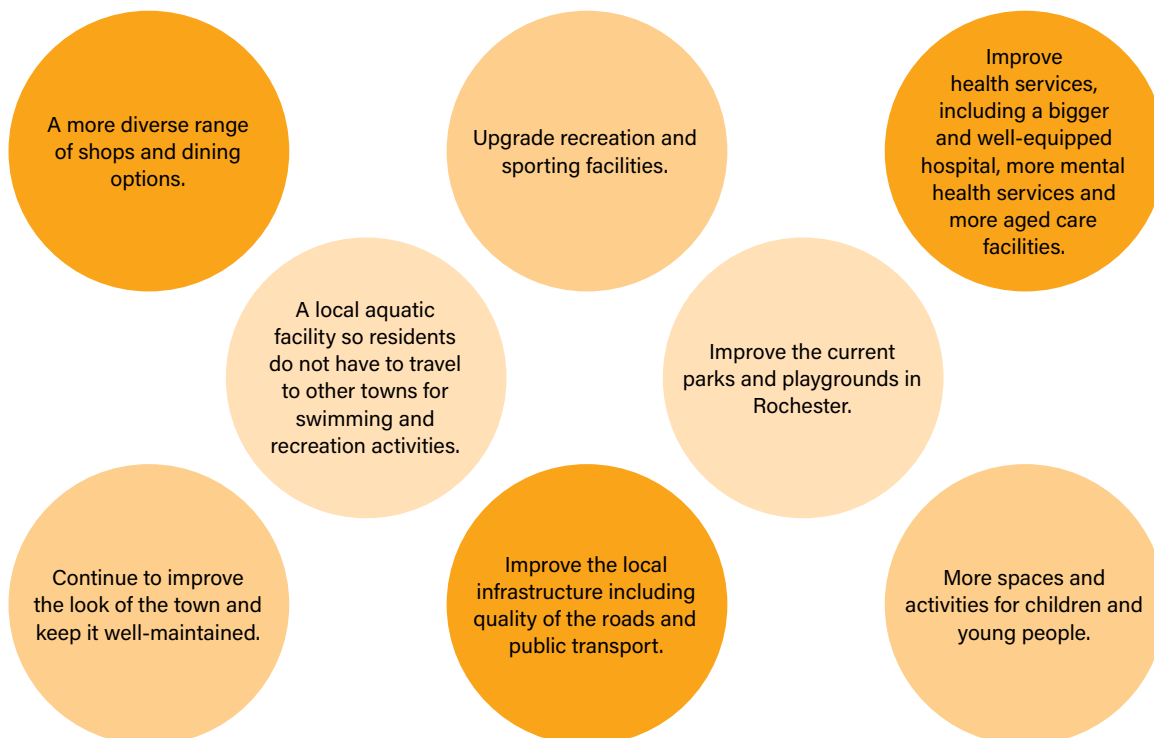 A more diverse range
of shops and dining
options.
Upgrade recreation and
sporting facilities.
Improve
health services,
including a bigger
and well-equipped
hospital, more mental
health services and
more aged care
facilities.
A local aquatic
facility so residents
do not have to travel
to other towns for
swimming and
recreation activities.
Improve the current
parks and playgrounds in
Rochester.
Continue to improve
the look of the town and
keep it well-maintained.
Improve the local
infrastructure including
quality of the roads and
public transport.
More spaces and
activities for children and
young people.